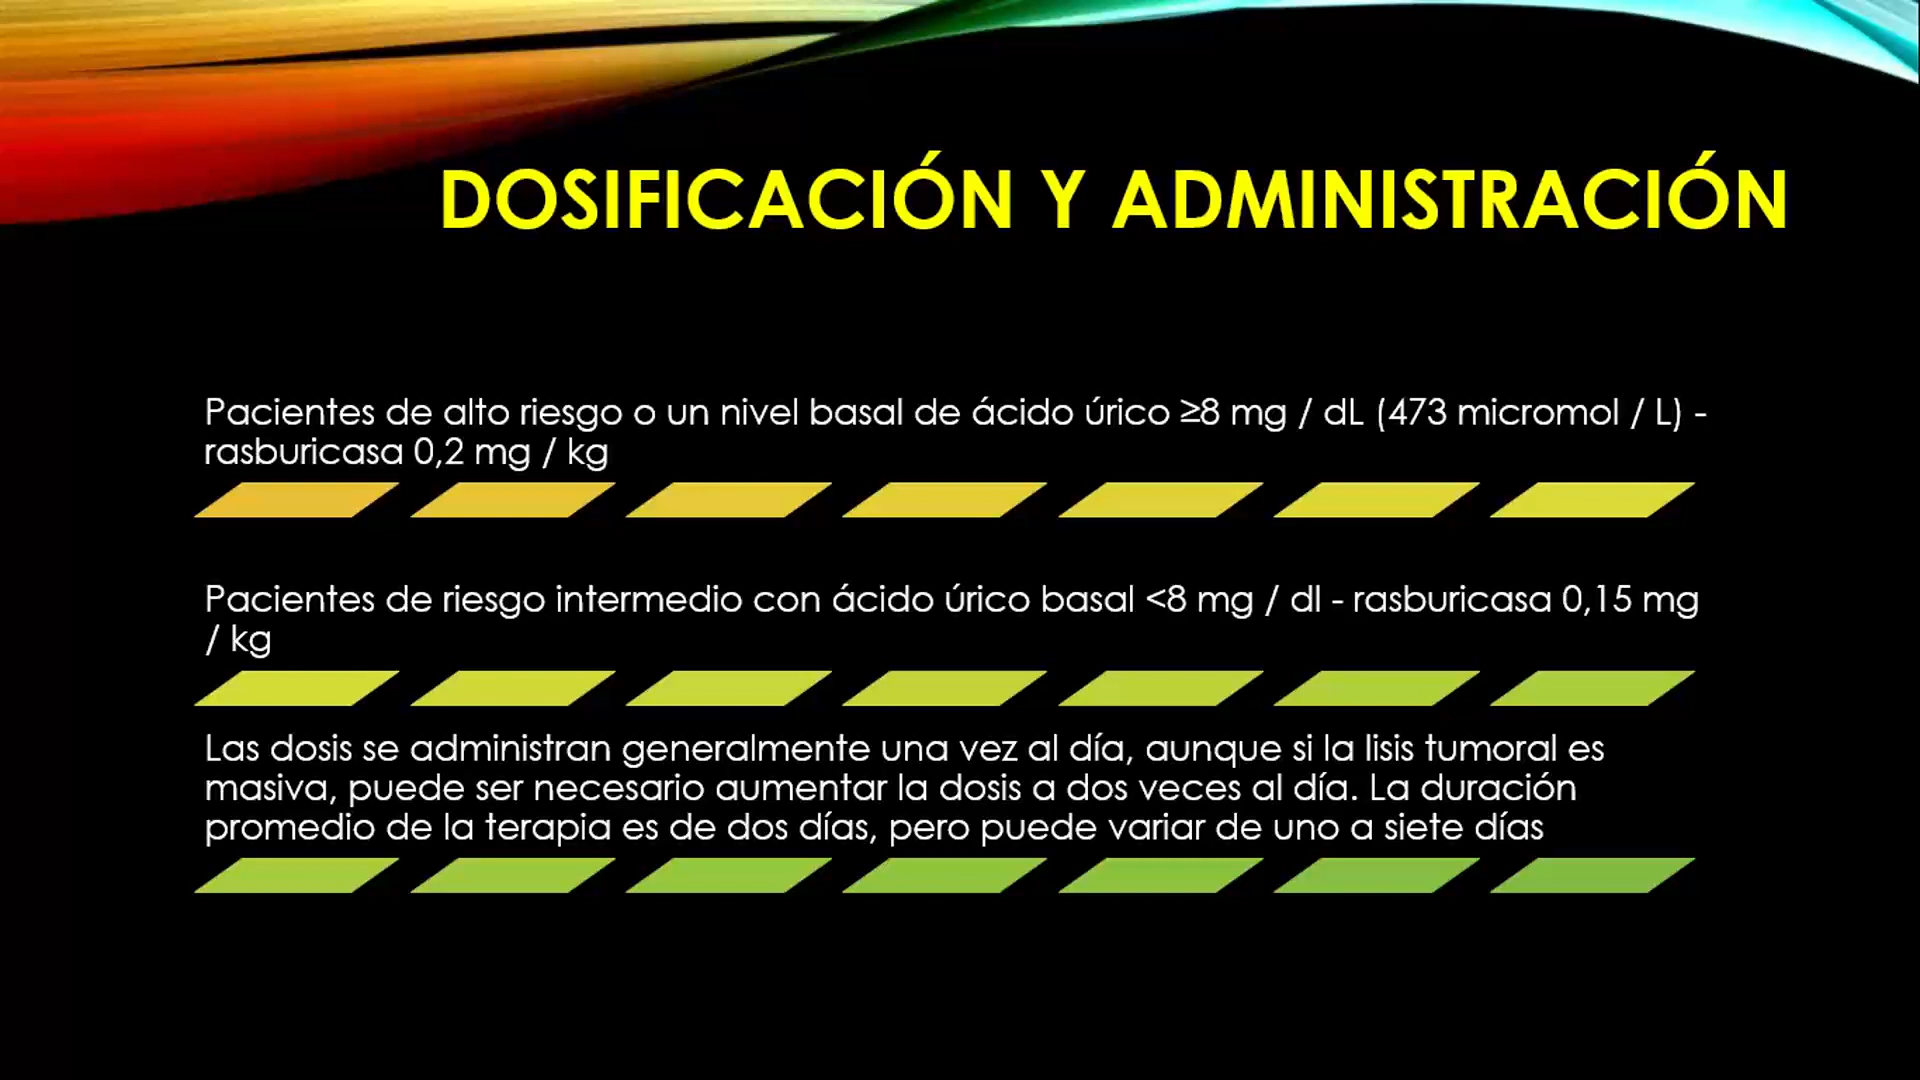 DOSIFICACIÓN Y ADMINISTRACIÓN
Pacientes de alto riesgo o un nivel basal de ácido úrico ≥8 mg / dL (473 micromol / L) -
rasburicasa 0,2 mg / kg
Pacientes de riesgo intermedio con ácido úrico basal <8 mg / dl - rasburicasa 0,15 mg
/ kg
Las dosis se administran generalmente una vez al día, aunque si la lisis tumoral es
masiva, puede ser necesario aumentar la dosis a dos veces al día. La duración
promedio de la terapia es de dos días, pero puede variar de uno a siete días